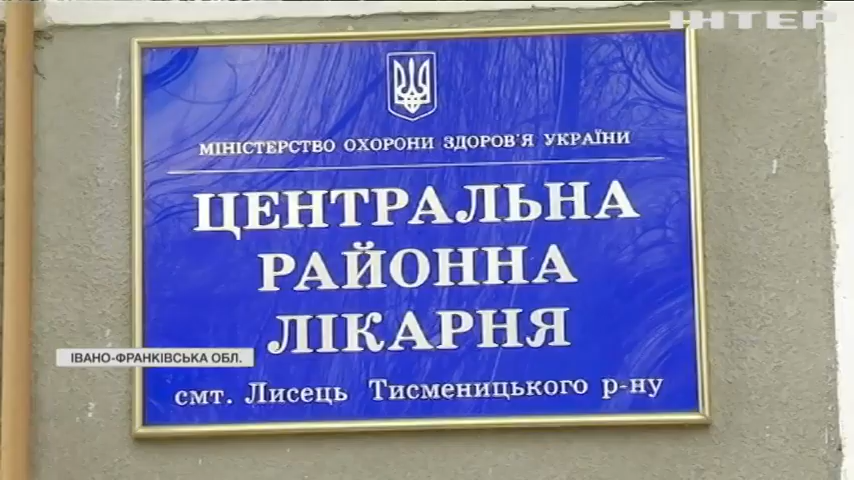 ІНТЕР
МІНІСТЕРСТВО ОХОРОНИ ЗДОРОВ'Я УКРАЇНИ
ЦЕНТРАЛЬНА
РАЙОННА
ЛІКАРНЯ
ІВАНО-ФРАНКІВСЬКА ОБЛ.
смт. Лисець Тисменицького р-ну